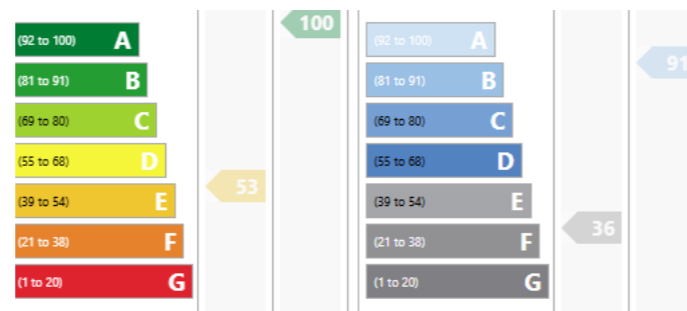 100
(92 to 100) A
(81 to 91) B
(69 to 80) C
(55 to 68) D
53
(39 to 54) E
(21 to 38) F
(1 to 20) G
(92 to 100) A
91
(81 to 91) B
(69 to 80) C
(55 to 68) D
(39 to 54) E
36
(21 to 38) F
(1 to 20) G